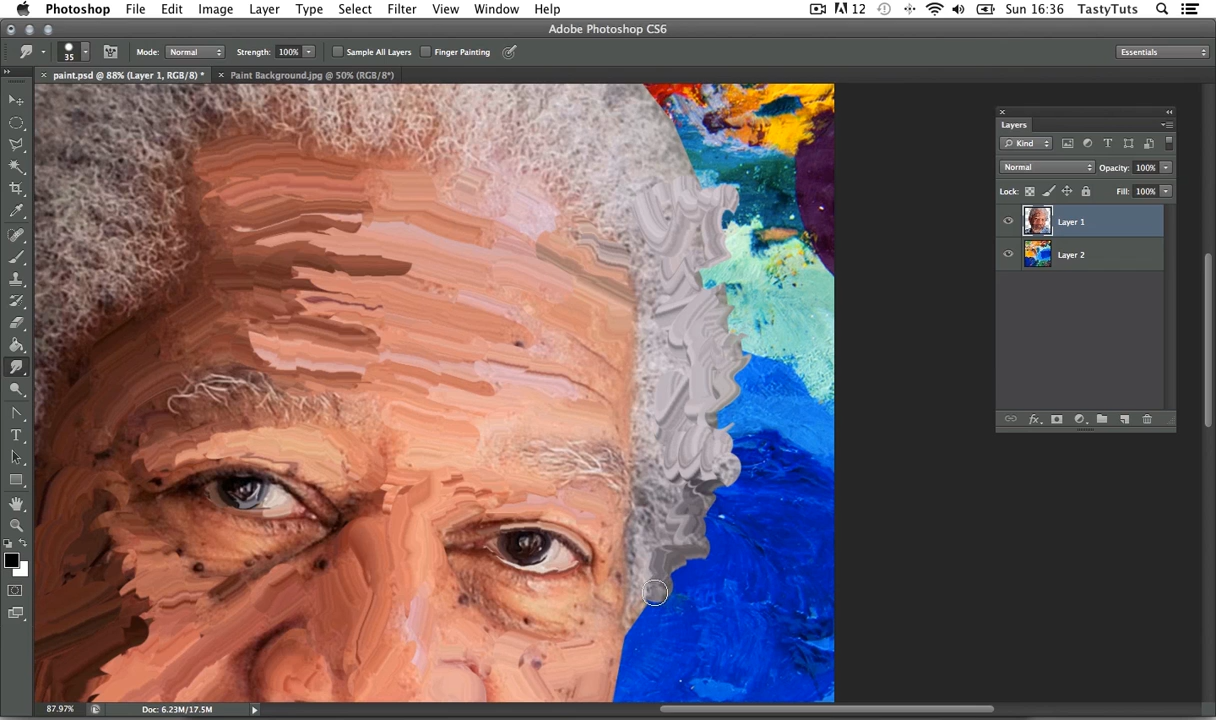 Photoshop File Edit Image Layer Type Select Filter View Window Help 12 Sun 16:36 TastyTuts
Adobe Photoshop CS6
35 Mode: Normal Strength: 100% Sample All Layers Finger Painting Essentials
paint.psd @ 88% (Layer 1, RGB/8) * Paint Background.jpg @ 50% (RGB/8*)
Layers
Kind
Normal Opacity: 100%
Lock: Fill: 100%
Layer 1
Layer 2
fx
87.97% Doc: 6.23M/17.5M